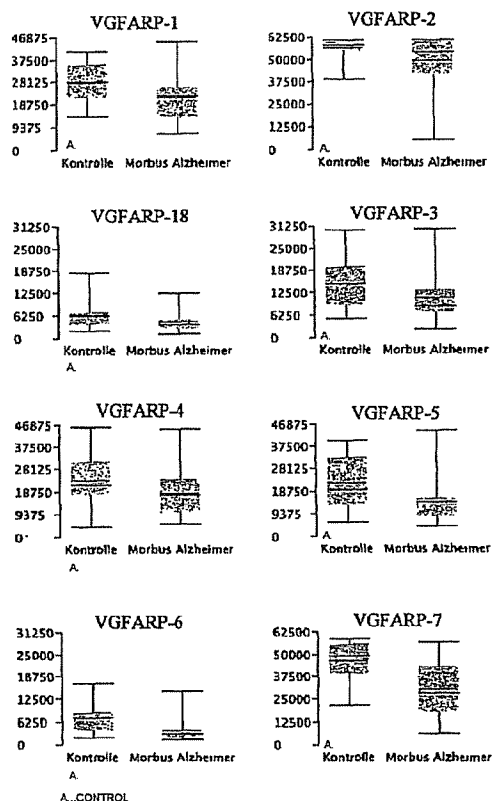 VGFARP-1
46875
37500
28125
18750
9375
0
A.
Kontrolle Morbus Alzheimer
VGFARP-2
62500
50000
37500
25000
12500
0
A.
Kontrolle Morbus Alzheimer
VGFARP-18
31250
25000
18750
12500
6250
0
Kontrolle Morbus Alzheimer
A.
VGFARP-3
31250
25000
18750
12500
6250
0
A.
Kontrolle Morbus Alzheimer
VGFARP-4
46875
37500
28125
18750
9375
0
Kontrolle Morbus Alzheimer
A.
VGFARP-5
46875
37500
28125
18750
9375
0
A.
Kontrolle Morbus Alzheimer
VGFARP-6
31250
25000
18750
12500
6250
0
Kontrolle Morbus Alzheimer
A.
VGFARP-7
62500
50000
37500
25000
12500
0
A.
Kontrolle Morbus Alzheimer
A...CONTROL